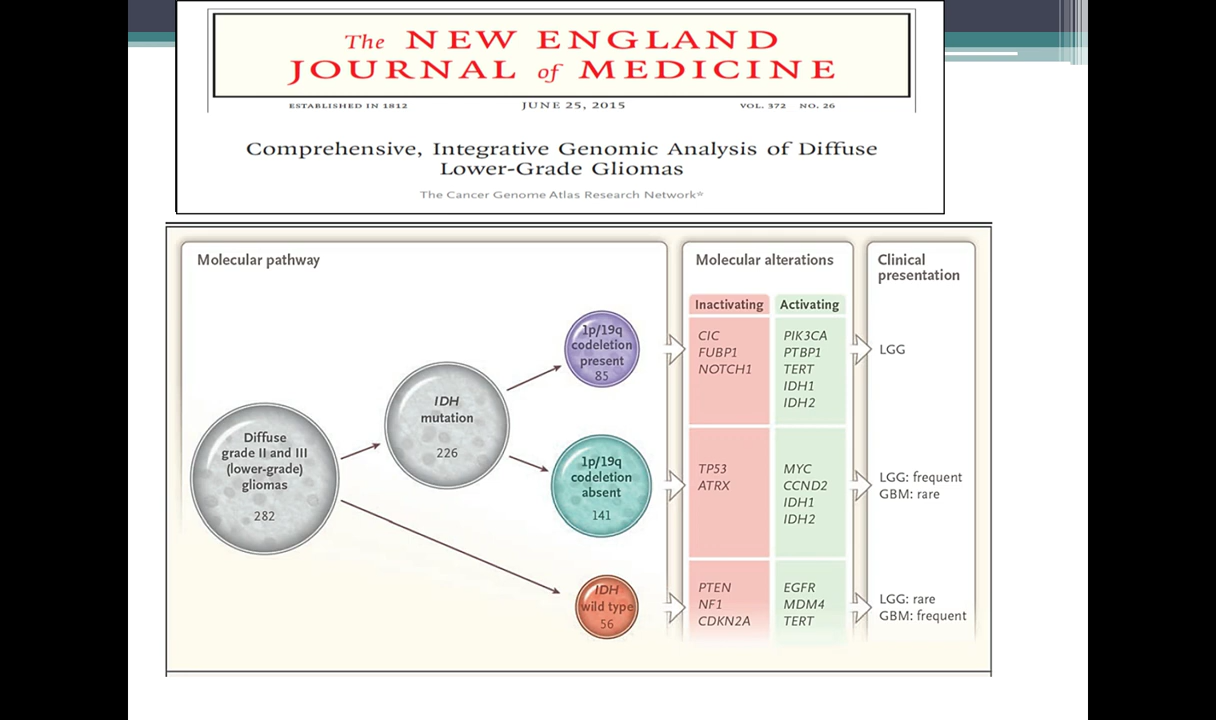 The NEW ENGLAND
JOURNAL of MEDICINE
ESTABLISHED IN 1812 JUNE 25, 2015 VOL. 372 NO. 26
Comprehensive, Integrative Genomic Analysis of Diffuse
Lower-Grade Gliomas
The Cancer Genome Atlas Research Network*
Molecular pathway
Diffuse
grade II and III
(lower-grade)
gliomas
282
IDH
mutation
226
1p/19q
codeletion
present
85
1p/19q
codeletion
absent
141
IDH
wild type
56
Molecular alterations
Inactivating
Activating
CIC
FUBP1
NOTCH1
PIK3CA
PTBP1
TERT
IDH1
IDH2
TP53
ATRX
MYC
CCND2
IDH1
IDH2
PTEN
NF1
CDKN2A
EGFR
MDM4
TERT
Clinical
presentation
LGG
LGG: frequent
GBM: rare
LGG: rare
GBM: frequent